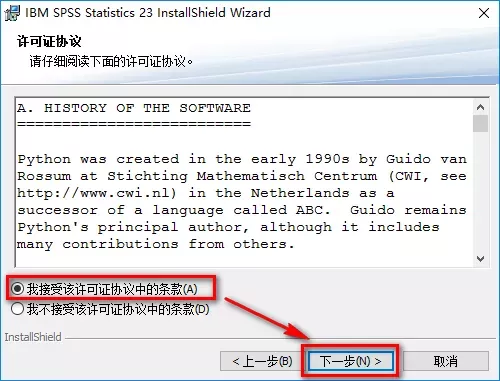 IBM SPSS Statistics 23 InstallShield Wizard
许可证协议
请仔细阅读下面的许可证协议。
A. HISTORY OF THE SOFTWARE
==========================
Python was created in the early 1990s by Guido van
Rossum at Stichting Mathematisch Centrum (CWI, see
http://www.cwi.nl) in the Netherlands as a
successor of a language called ABC.  Guido remains
Python's principal author, although it includes
many contributions from others.
我接受该许可证协议中的条款(A)
我不接受该许可证协议中的条款(D)
InstallShield
< 上一步(B)
下一步(N) >
取消